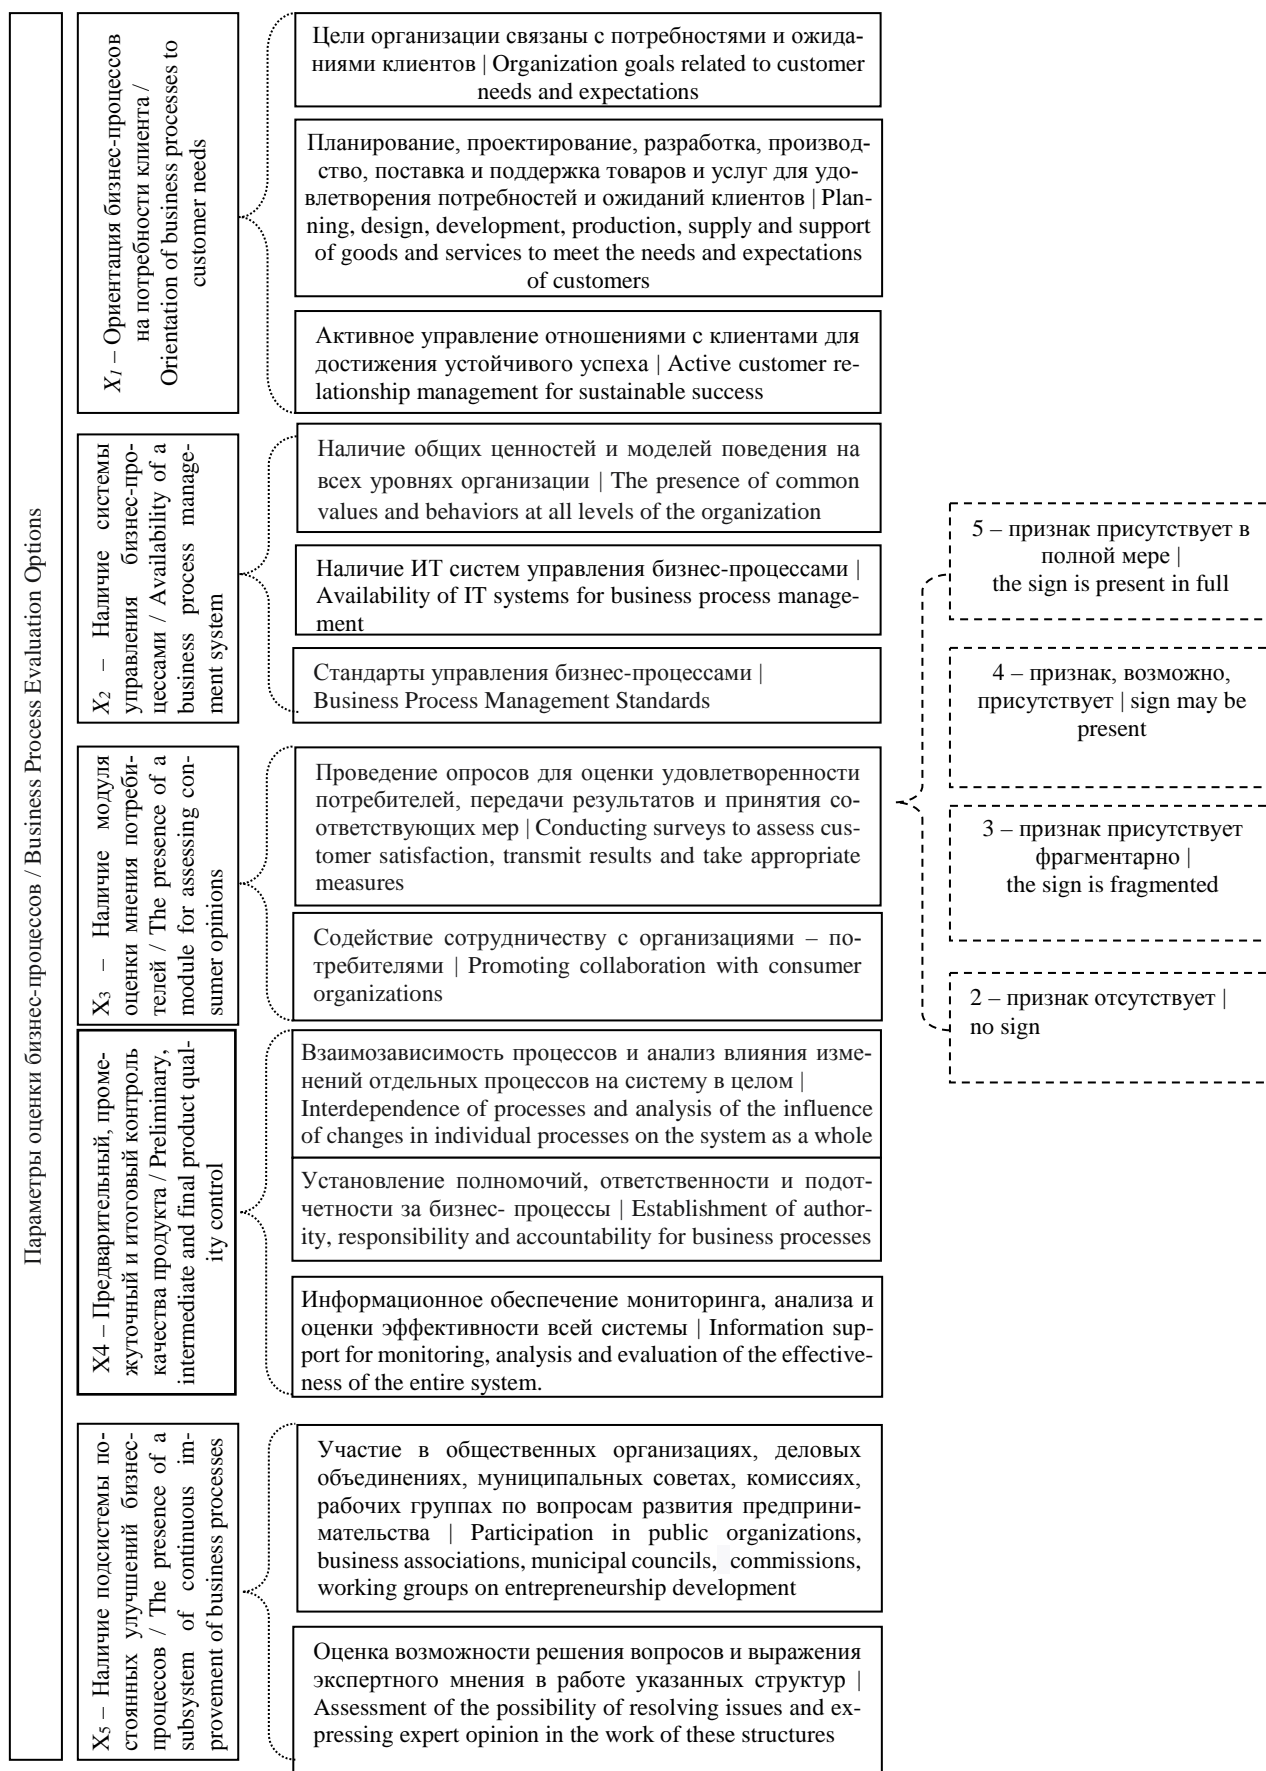 Параметры оценки бизнес-процессов / Business Process Evaluation Options
X1 – Ориентация бизнес-процессов
на потребности клиента /
Orientation of business processes to
customer needs
Цели организации связаны с потребностями и ожида-
ниями клиентов | Organization goals related to customer
needs and expectations
Планирование, проектирование, разработка, производ-
ство, поставка и поддержка товаров и услуг для удо-
влетворения потребностей и ожиданий клиентов | Plan-
ning, design, development, production, supply and support
of goods and services to meet the needs and expectations
of customers
Активное управление отношениями с клиентами для
достижения устойчивого успеха | Active customer re-
lationship management for sustainable success
X2 – Наличие системы
управления бизнес-про-
цессами / Availability of a
business process manage-
ment system
Наличие общих ценностей и моделей поведения на
всех уровнях организации | The presence of common
values and behaviors at all levels of the organization
Наличие ИТ систем управления бизнес-процессами |
Availability of IT systems for business process manage-
ment
Стандарты управления бизнес-процессами |
Business Process Management Standards
X3 – Наличие модуля
оценки мнения потреби-
телей / The presence of a
module for assessing con-
sumer opinions
Проведение опросов для оценки удовлетворенности
потребителей, передачи результатов и принятия со-
ответствующих мер | Conducting surveys to assess cus-
tomer satisfaction, transmit results and take appropriate
measures
Содействие сотрудничеству с организациями – по-
требителями | Promoting collaboration with consumer
organizations
X4 – Предварительный, проме-
жуточный и итоговый контроль
качества продукта / Preliminary,
intermediate and final product qual-
ity control
Взаимозависимость процессов и анализ влияния изме-
нений отдельных процессов на систему в целом |
Interdependence of processes and analysis of the influence
of changes in individual processes on the system as a whole
Установление полномочий, ответственности и подот-
четности за бизнес- процессы | Establishment of author-
ity, responsibility and accountability for business processes
Информационное обеспечение мониторинга, анализа и
оценки эффективности всей системы | Information sup-
port for monitoring, analysis and evaluation of the effective-
ness of the entire system.
X5 – Наличие подсистемы по-
стоянных улучшений бизнес-
процессов / The presence of a
subsystem of continuous im-
provement of business processes
Участие в общественных организациях, деловых
объединениях, муниципальных советах, комиссиях,
рабочих группах по вопросам развития предприни-
мательства | Participation in public organizations,
business associations, municipal councils, commissions,
working groups on entrepreneurship development
Оценка возможности решения вопросов и выражения
экспертного мнения в работе указанных структур |
Assessment of the possibility of resolving issues and ex-
pressing expert opinion in the work of these structures
5 – признак присутствует в
полной мере |
the sign is present in full
4 – признак, возможно,
присутствует | sign may be
present
3 – признак присутствует
фрагментарно |
the sign is fragmented
2 – признак отсутствует |
no sign